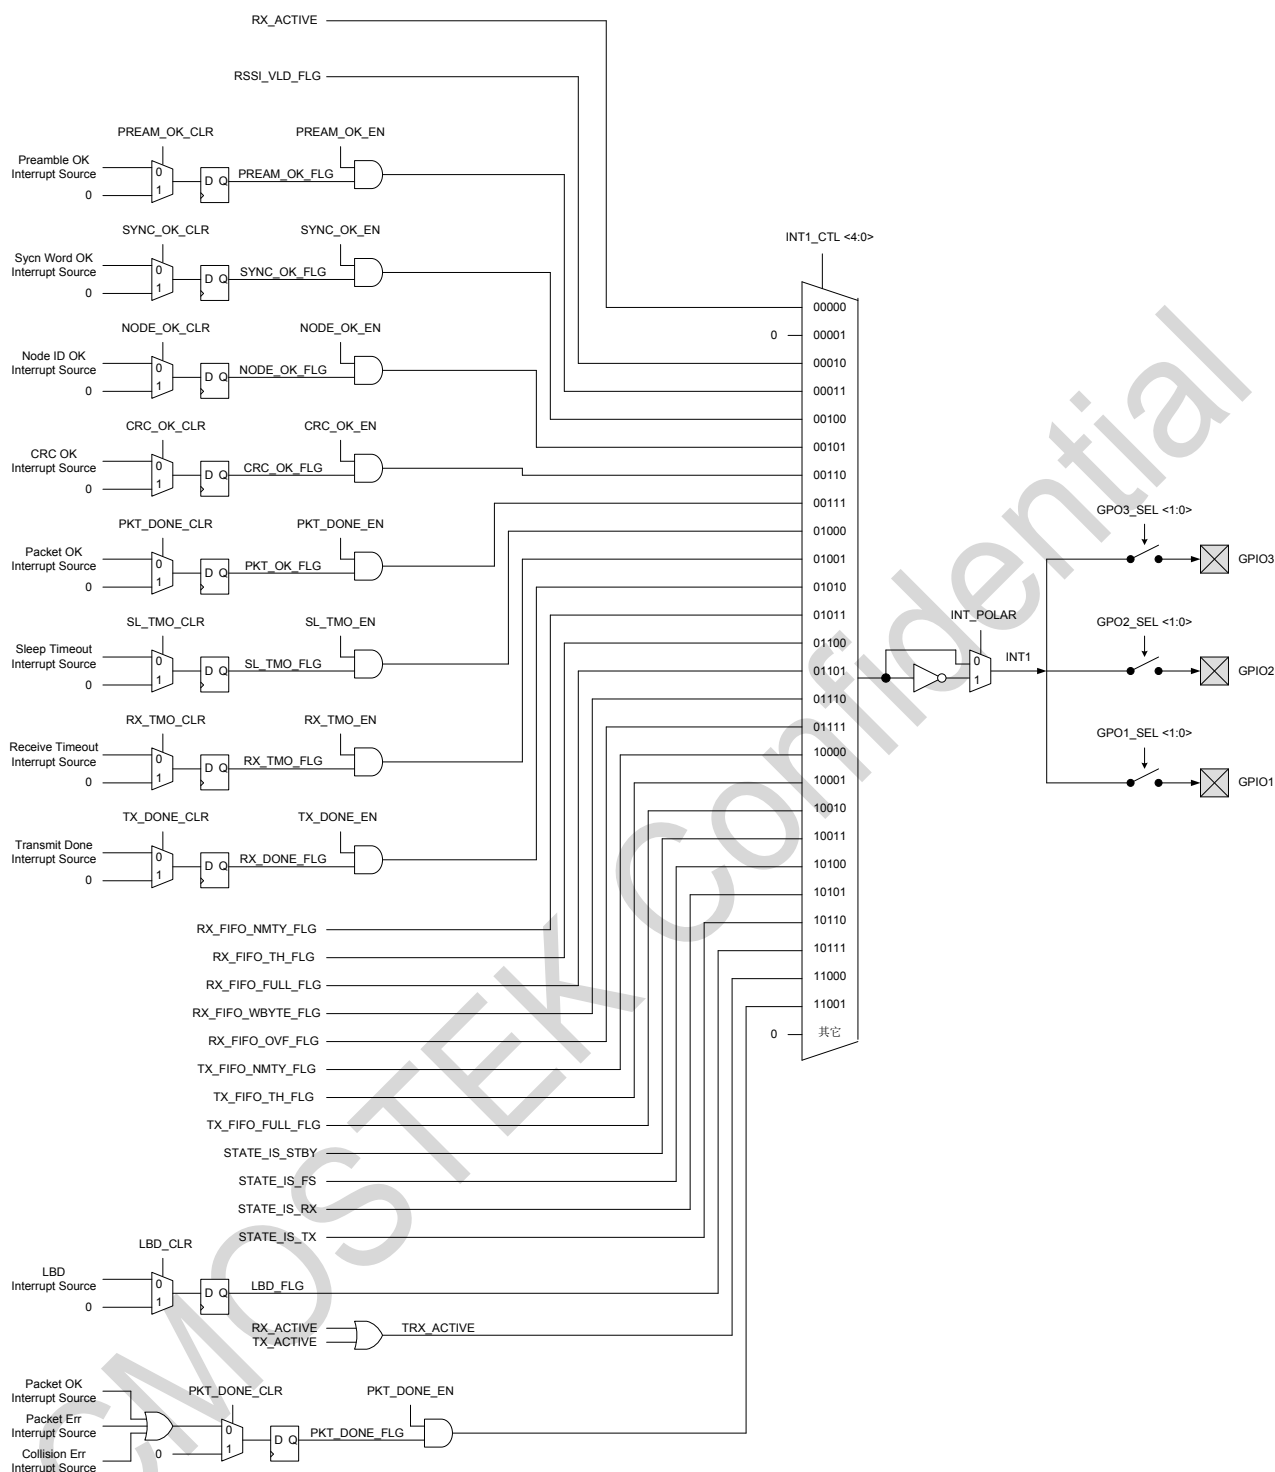 RX_ACTIVE
RSSI_VLD_FLG
PREAM_OK_CLR
PREAM_OK_EN
Preamble OK
Interrupt Source
0
0
1
D Q
PREAM_OK_FLG
SYNC_OK_CLR
SYNC_OK_EN
Sycn Word OK
Interrupt Source
0
0
1
D Q
SYNC_OK_FLG
NODE_OK_CLR
NODE_OK_EN
Node ID OK
Interrupt Source
0
0
1
D Q
NODE_OK_FLG
CRC_OK_CLR
CRC_OK_EN
CRC OK
Interrupt Source
0
0
1
D Q
CRC_OK_FLG
PKT_DONE_CLR
PKT_DONE_EN
Packet OK
Interrupt Source
0
0
1
D Q
PKT_OK_FLG
SL_TMO_CLR
SL_TMO_EN
Sleep Timeout
Interrupt Source
0
0
1
D Q
SL_TMO_FLG
RX_TMO_CLR
RX_TMO_EN
Receive Timeout
Interrupt Source
0
0
1
D Q
RX_TMO_FLG
TX_DONE_CLR
TX_DONE_EN
Transmit Done
Interrupt Source
0
0
1
D Q
RX_DONE_FLG
RX_FIFO_NMTY_FLG
RX_FIFO_TH_FLG
RX_FIFO_FULL_FLG
RX_FIFO_WBYTE_FLG
RX_FIFO_OVF_FLG
TX_FIFO_NMTY_FLG
TX_FIFO_TH_FLG
TX_FIFO_FULL_FLG
STATE_IS_STBY
STATE_IS_FS
STATE_IS_RX
STATE_IS_TX
LBD_CLR
LBD
Interrupt Source
0
0
1
D Q
LBD_FLG
RX_ACTIVE
TX_ACTIVE
TRX_ACTIVE
Packet OK
Interrupt Source
Packet Err
Interrupt Source
Collision Err
Interrupt Source
PKT_DONE_CLR
PKT_DONE_EN
0
0
1
D Q
PKT_DONE_FLG
INT1_CTL <4:0>
00000
0
00001
00010
00011
00100
00101
00110
00111
01000
01001
01010
01011
01100
01101
01110
01111
10000
10001
10010
10011
10100
10101
10110
10111
11000
11001
0
其它
INT_POLAR
0
1
INT1
GPO3_SEL <1:0>
GPIO3
GPO2_SEL <1:0>
GPIO2
GPO1_SEL <1:0>
GPIO1
CMOSTEK Confidential